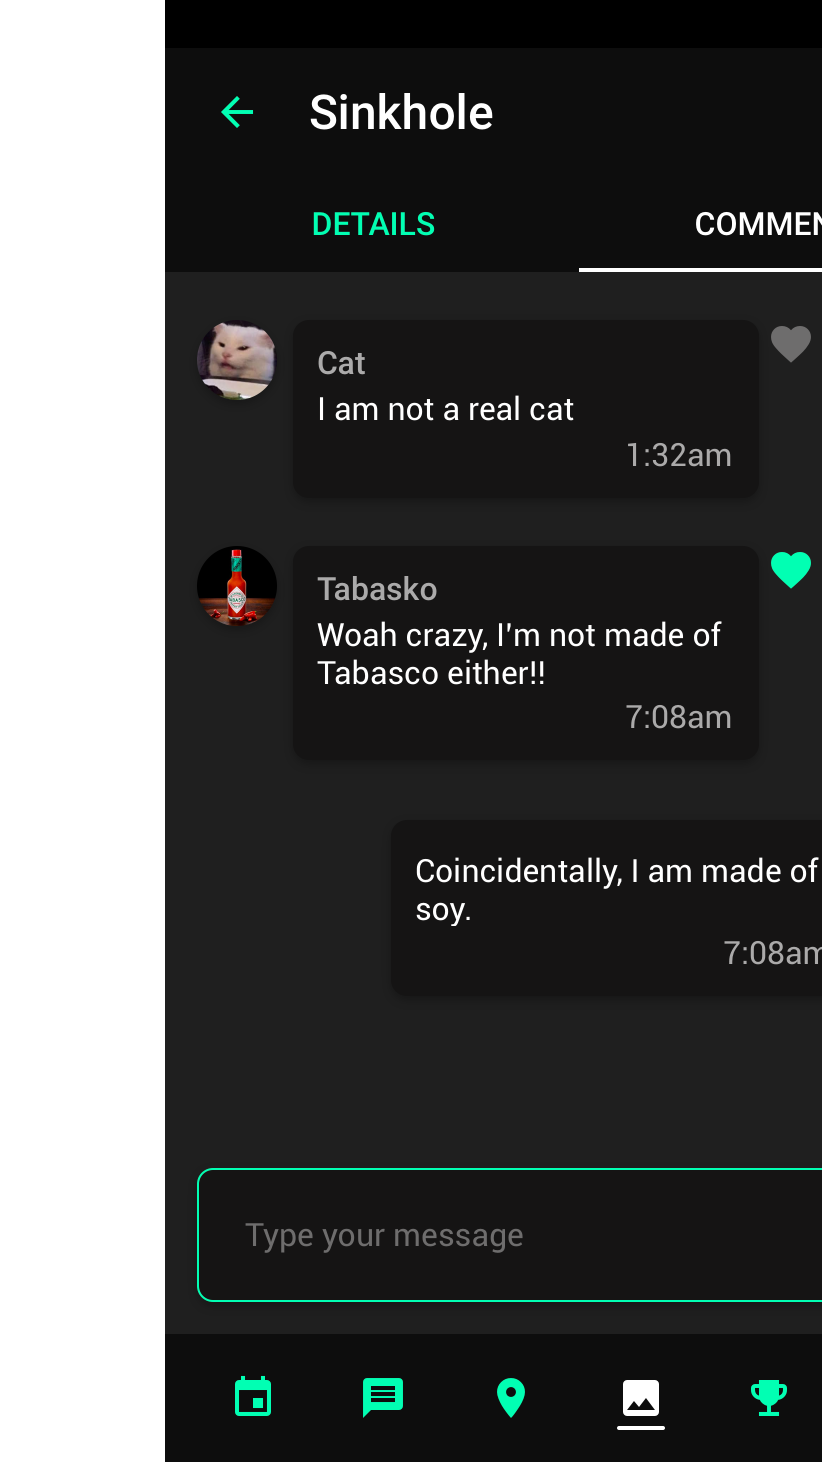 Sinkhole
DETAILS
COMMEN
Cat
I am not a real cat
1:32am
Tabasko
Woah crazy, I'm not made of
Tabasco either!!
7:08am
Coincidentally, I am made of
soy.
7:08am
Type your message